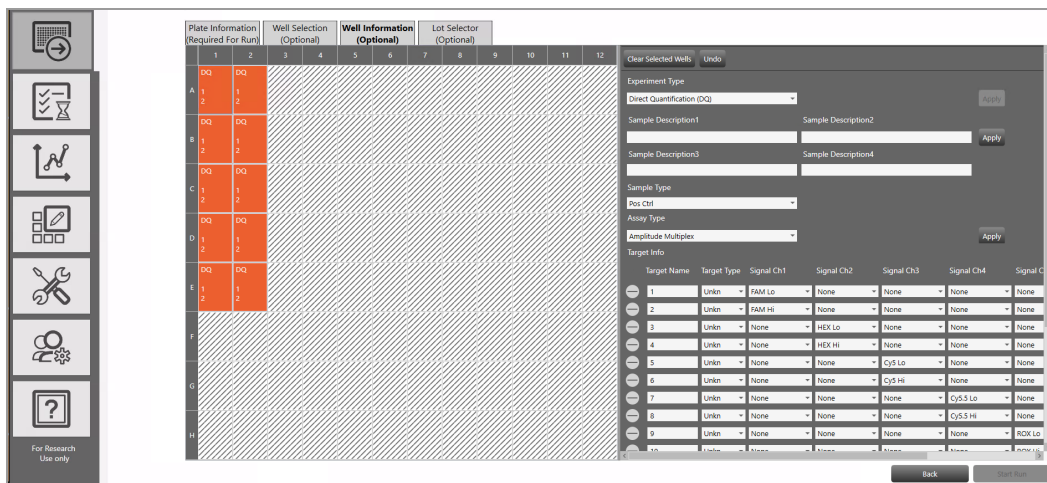 Plate Information Well Selection Well Information Lot Selector
(Required For Run) (Optional) (Optional) (Optional)
1 2 3 4 5 6 7 8 9 10 11 12
Clear Selected Wells Undo
Experiment Type
Direct Quantification (DQ) Apply
Sample Description1 Sample Description2
Apply
Sample Description3 Sample Description4
Sample Type
Pos Ctrl
Assay Type
Amplitude Multiplex Apply
Target Info
Target Name Target Type Signal Ch1 Signal Ch2 Signal Ch3 Signal Ch4 Signal C
1 Unkn FAM Lo None None None None
2 Unkn FAM Hi None None None None
3 Unkn None HEX Lo None None None
4 Unkn None HEX Hi None None None
5 Unkn None None Cy5 Lo None None
6 Unkn None None Cy5 Hi None None
7 Unkn None None None Cy5.5 Lo None
8 Unkn None None None Cy5.5 Hi None
9 Unkn None None None None ROX Lo
DQ DQ
A 1 1
2 2
DQ DQ
B 1 1
2 2
DQ DQ
C 1 1
2 2
DQ DQ
D 1 1
2 2
DQ DQ
E 1 1
2 2
F
G
H
?
For Research
Use only
Back Start Run